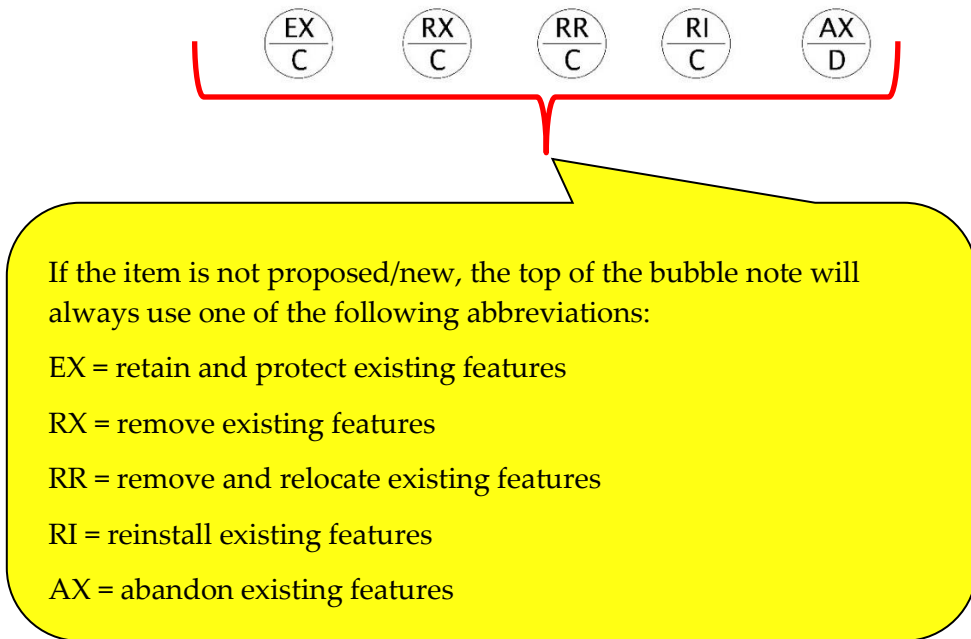 EX RX RR RI AX
C C C C D
If the item is not proposed/new, the top of the bubble note will
always use one of the following abbreviations:
EX = retain and protect existing features
RX = remove existing features
RR = remove and relocate existing features
RI = reinstall existing features
AX = abandon existing features